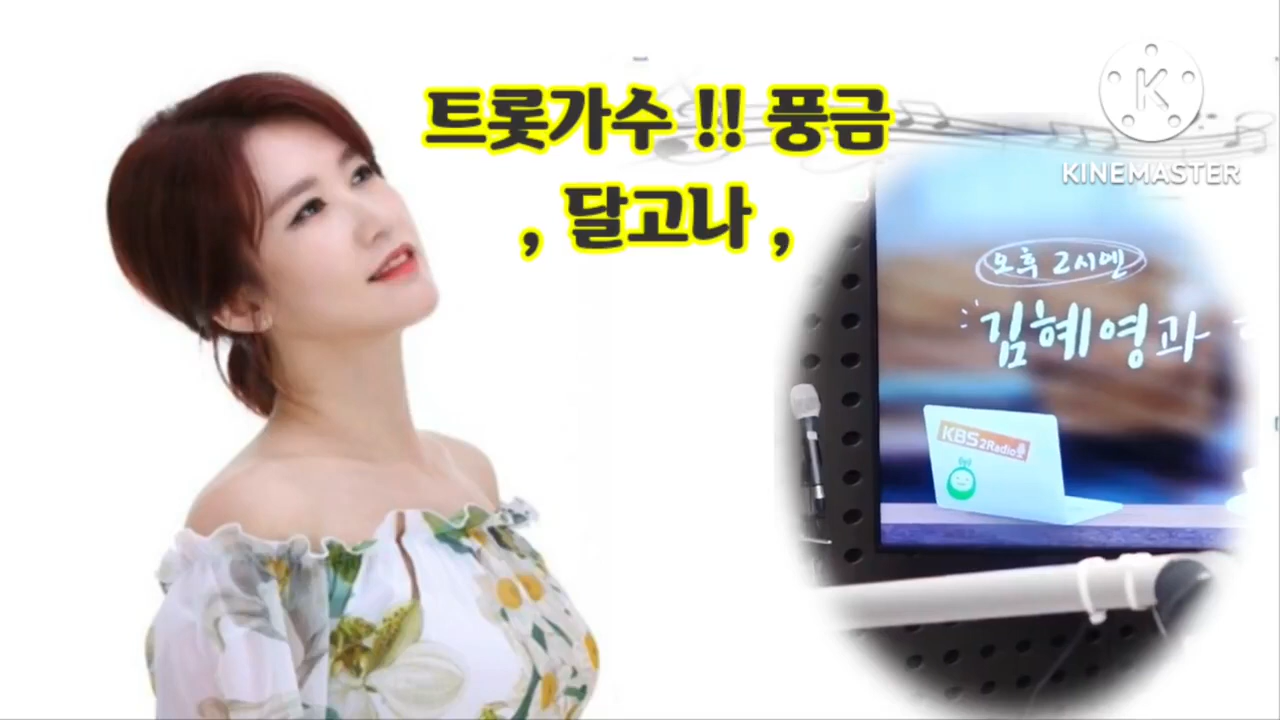 트롯가수 !! 풍금
, 달고나 ,
K
KINEMASTER
오후 2시엔
김혜영과
KBS 2Radio